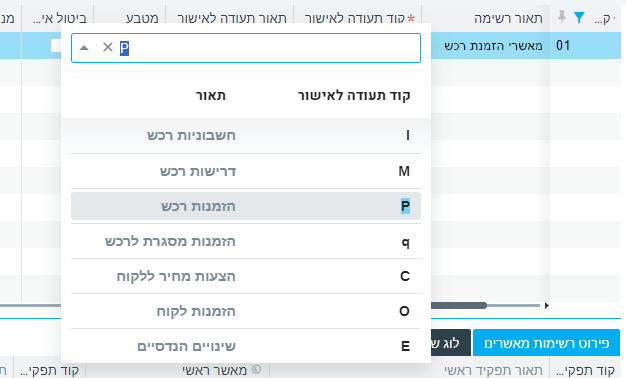 ק... תאור רשימה *קוד תעודה לאישור תאור תעודה לאישור מטבע ביטול אי... מנ
01 מאשרי הזמנת רכש
P
קוד תעודה לאישור תאור
I חשבוניות רכש
M דרישות רכש
P הזמנות רכש
q הזמנות מסגרת לרכש
C הצעות מחיר ללקוח
O הזמנות לקוח
E שינויים הנדסיים
פירוט רשימות מאשרים לוג ש
קוד תפקי... תאור תפקיד ראשי מאשר ראשי קוד תפקי... ת